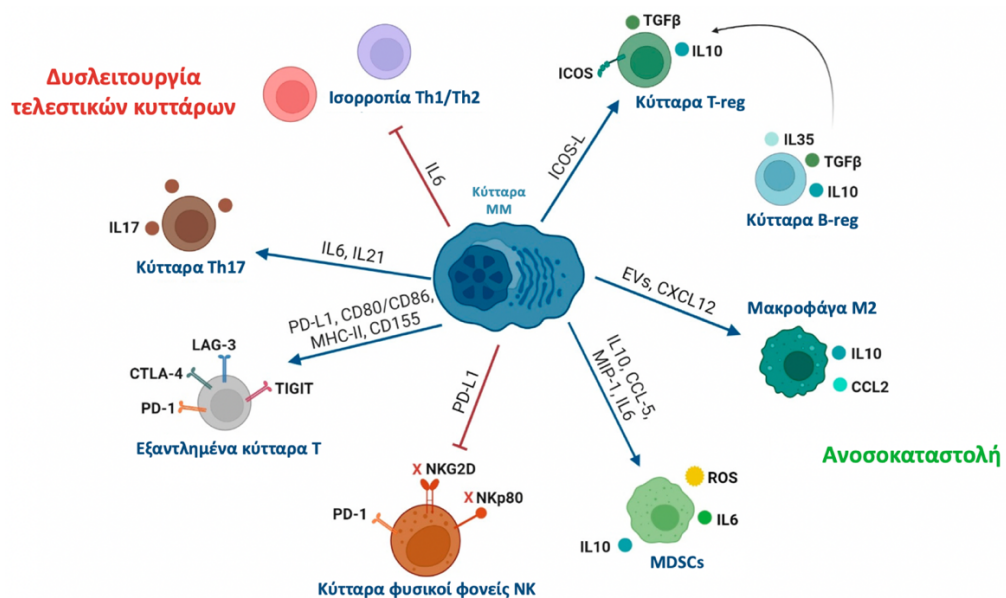 Δυσλειτουργία
τελεστικών κυττάρων
Ισορροπία Th1/Th2
TGFβ
IL10
ICOS
Κύτταρα T-reg
IL35
TGFβ
IL10
Κύτταρα B-reg
IL6
ICOS-L
Κύτταρα
MM
IL17
Κύτταρα Th17
IL6, IL21
EVs, CXCL12
Μακροφάγα M2
IL10
CCL2
PD-L1, CD80/CD86,
MHC-II, CD155
LAG-3
CTLA-4
TIGIT
PD-1
Εξαντλημένα κύτταρα T
PD-L1
IL10, CCL-5,
MIP-1, IL6
Ανοσοκαταστολή
X NKG2D
X NKp80
PD-1
Κύτταρα φυσικοί φονείς NK
ROS
IL6
IL10
MDSCs